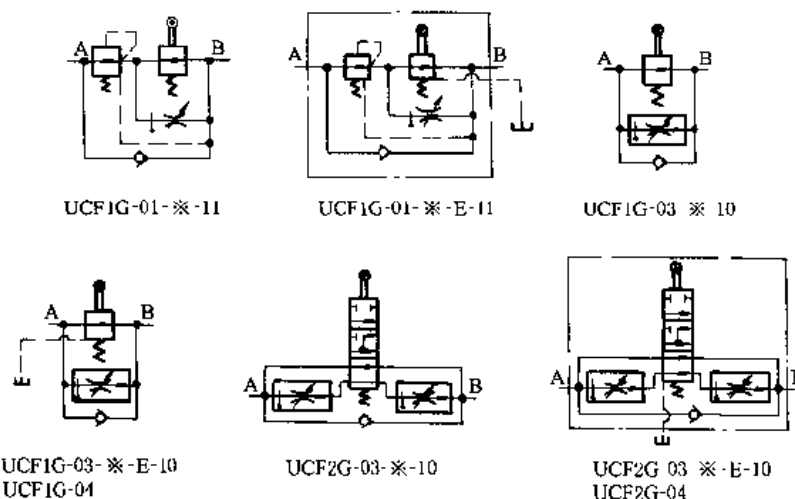 A B
A B
A B
UCF1G-01-※-11
UCF1G-01-※-E-11
UCF1G-03 ※ 10
A B
A B
A B
UCF1G-03-※-E-10
UCF1G-04
UCF2G-03-※-10
UCF2G 03 ※-E-10
UCF2G-04